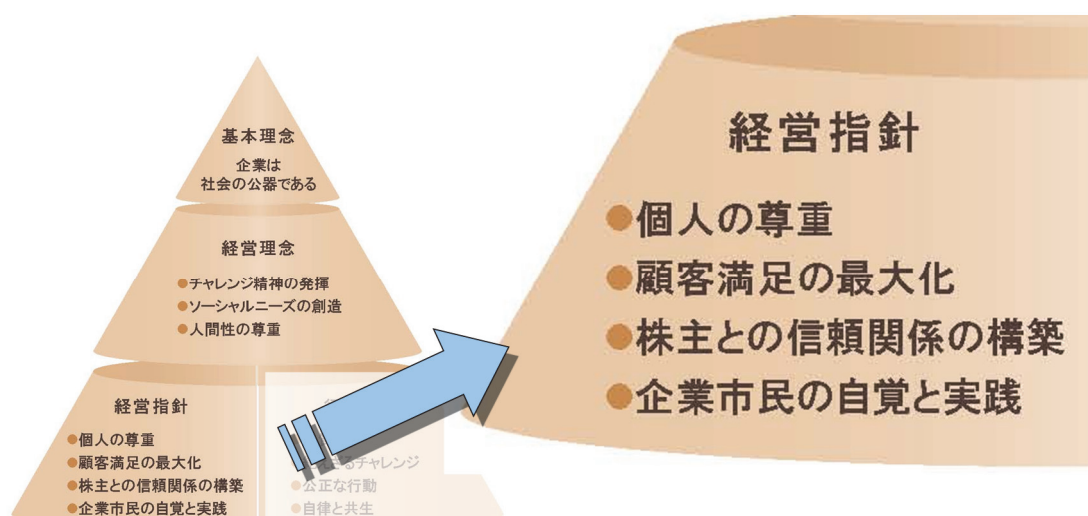 基本理念
企業は
社会の公器である
経営理念
●チャレンジ精神の発揮
●ソーシャルニーズの創造
●人間性の尊重
経営指針
●個人の尊重
●顧客満足の最大化
●株主との信頼関係の構築
●企業市民の自覚と実践
チャレンジ
●公正な行動
●自律と共生
経営指針
●個人の尊重
●顧客満足の最大化
●株主との信頼関係の構築
●企業市民の自覚と実践